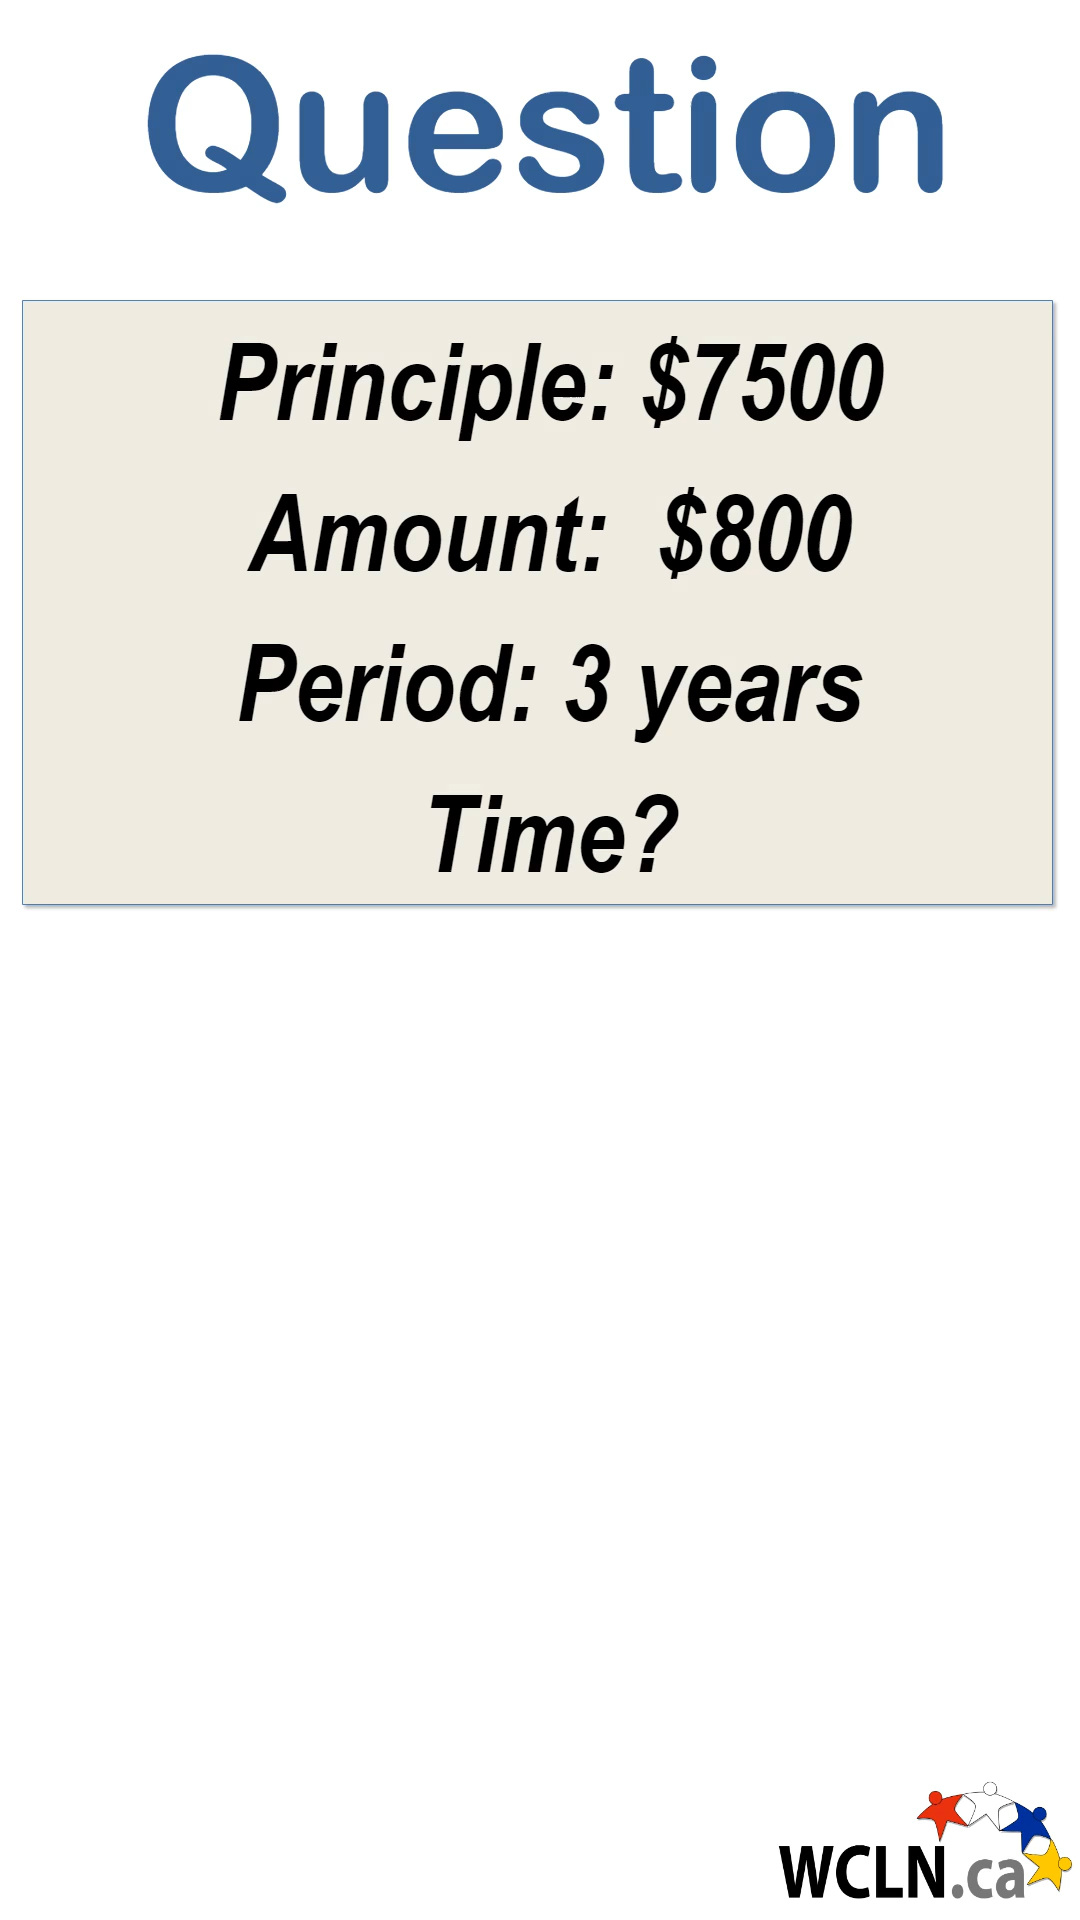 Question
Principle: $7500
Amount: $800
Period: 3 years
Time?
WCLN.ca